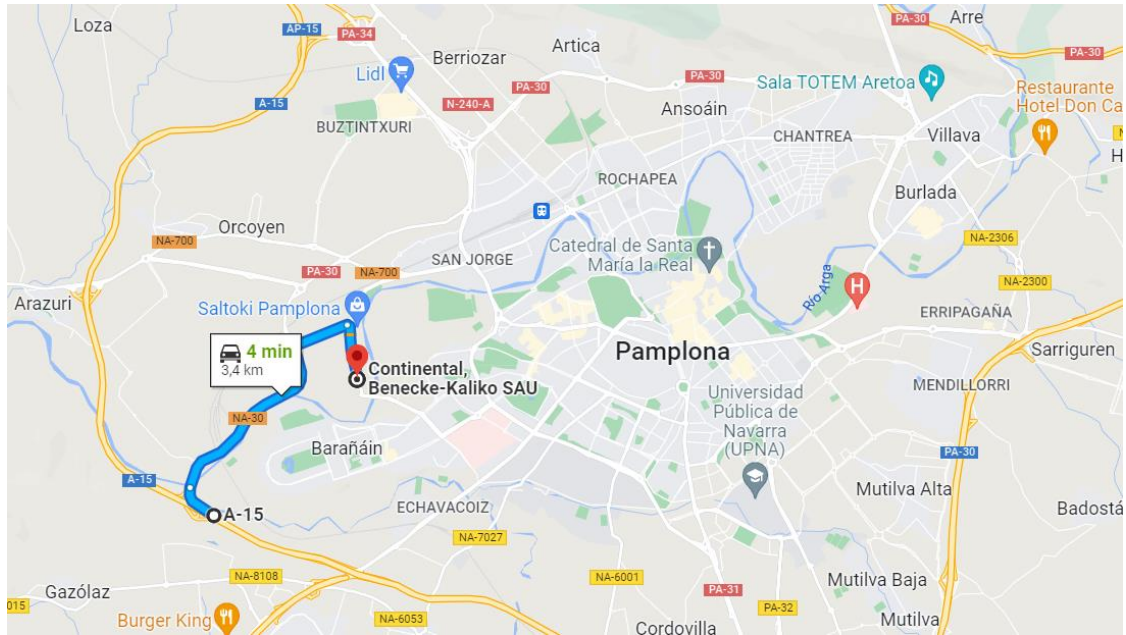 Loza
AP-15
PA-34
Berriozar
Artica
PA-30
Arre
PA-30
Lidl
A-15
PA-30
PA-30
Sala TOTEM Aretoa
Restaurante
Hotel Don Ca
N-240-A
Ansoáin
BUZTINTXURI
CHANTREA
Villava
ROCHAPEA
Burlada
Orcoyen
NA-700
SAN JORGE
Catedral de Santa
María la Real
NA-2306
PA-30
NA-700
NA-2300
Arazuri
Saltoki Pamplona
Río Arga
H
ERRIPAGAÑA
4 min
3,4 km
Pamplona
Sarriguren
Continental,
Benecke-Kaliko SAU
MENDILLORRI
Universidad
Pública de
Navarra
(UPNA)
NA-30
Barañáin
PA-30
A-15
Mutilva Alta
A-15
ECHAVACOIZ
Badostá
NA-7027
NA-8108
Gazólaz
NA-6001
PA-31
Mutilva Baja
015
Burger King
NA-6053
PA-32
Mutilva
Cordovilla